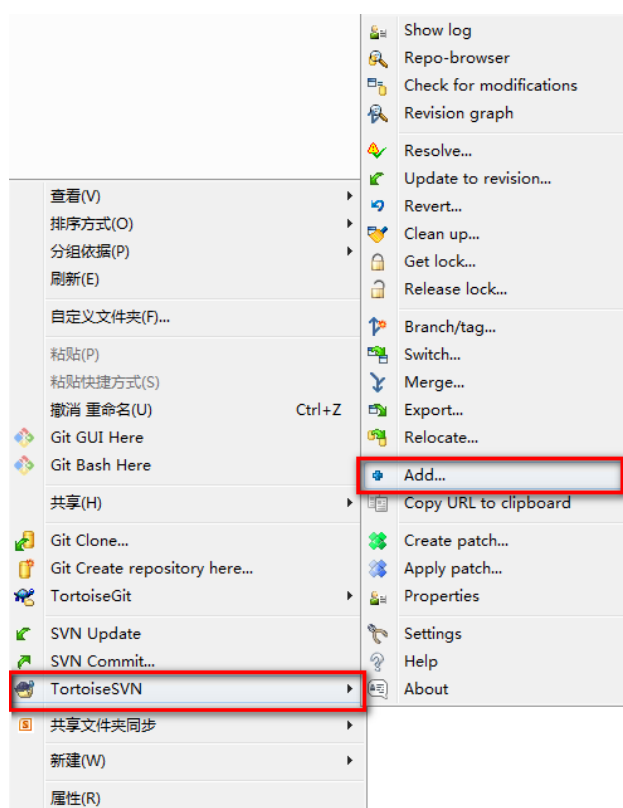 Show log
Repo-browser
Check for modifications
Revision graph
Resolve...
Update to revision...
Revert...
Clean up...
Get lock...
Release lock...
Branch/tag...
Switch...
Merge...
Export...
Relocate...
Add...
Copy URL to clipboard
Create patch...
Apply patch...
Properties
Settings
Help
About
查看(V)
排序方式(O)
分组依据(P)
刷新(E)
自定义文件夹(F)...
粘贴(P)
粘贴快捷方式(S)
撤消 重命名(U) Ctrl+Z
Git GUI Here
Git Bash Here
共享(H)
Git Clone...
Git Create repository here...
TortoiseGit
SVN Update
SVN Commit...
TortoiseSVN
共享文件夹同步
新建(W)
属性(R)